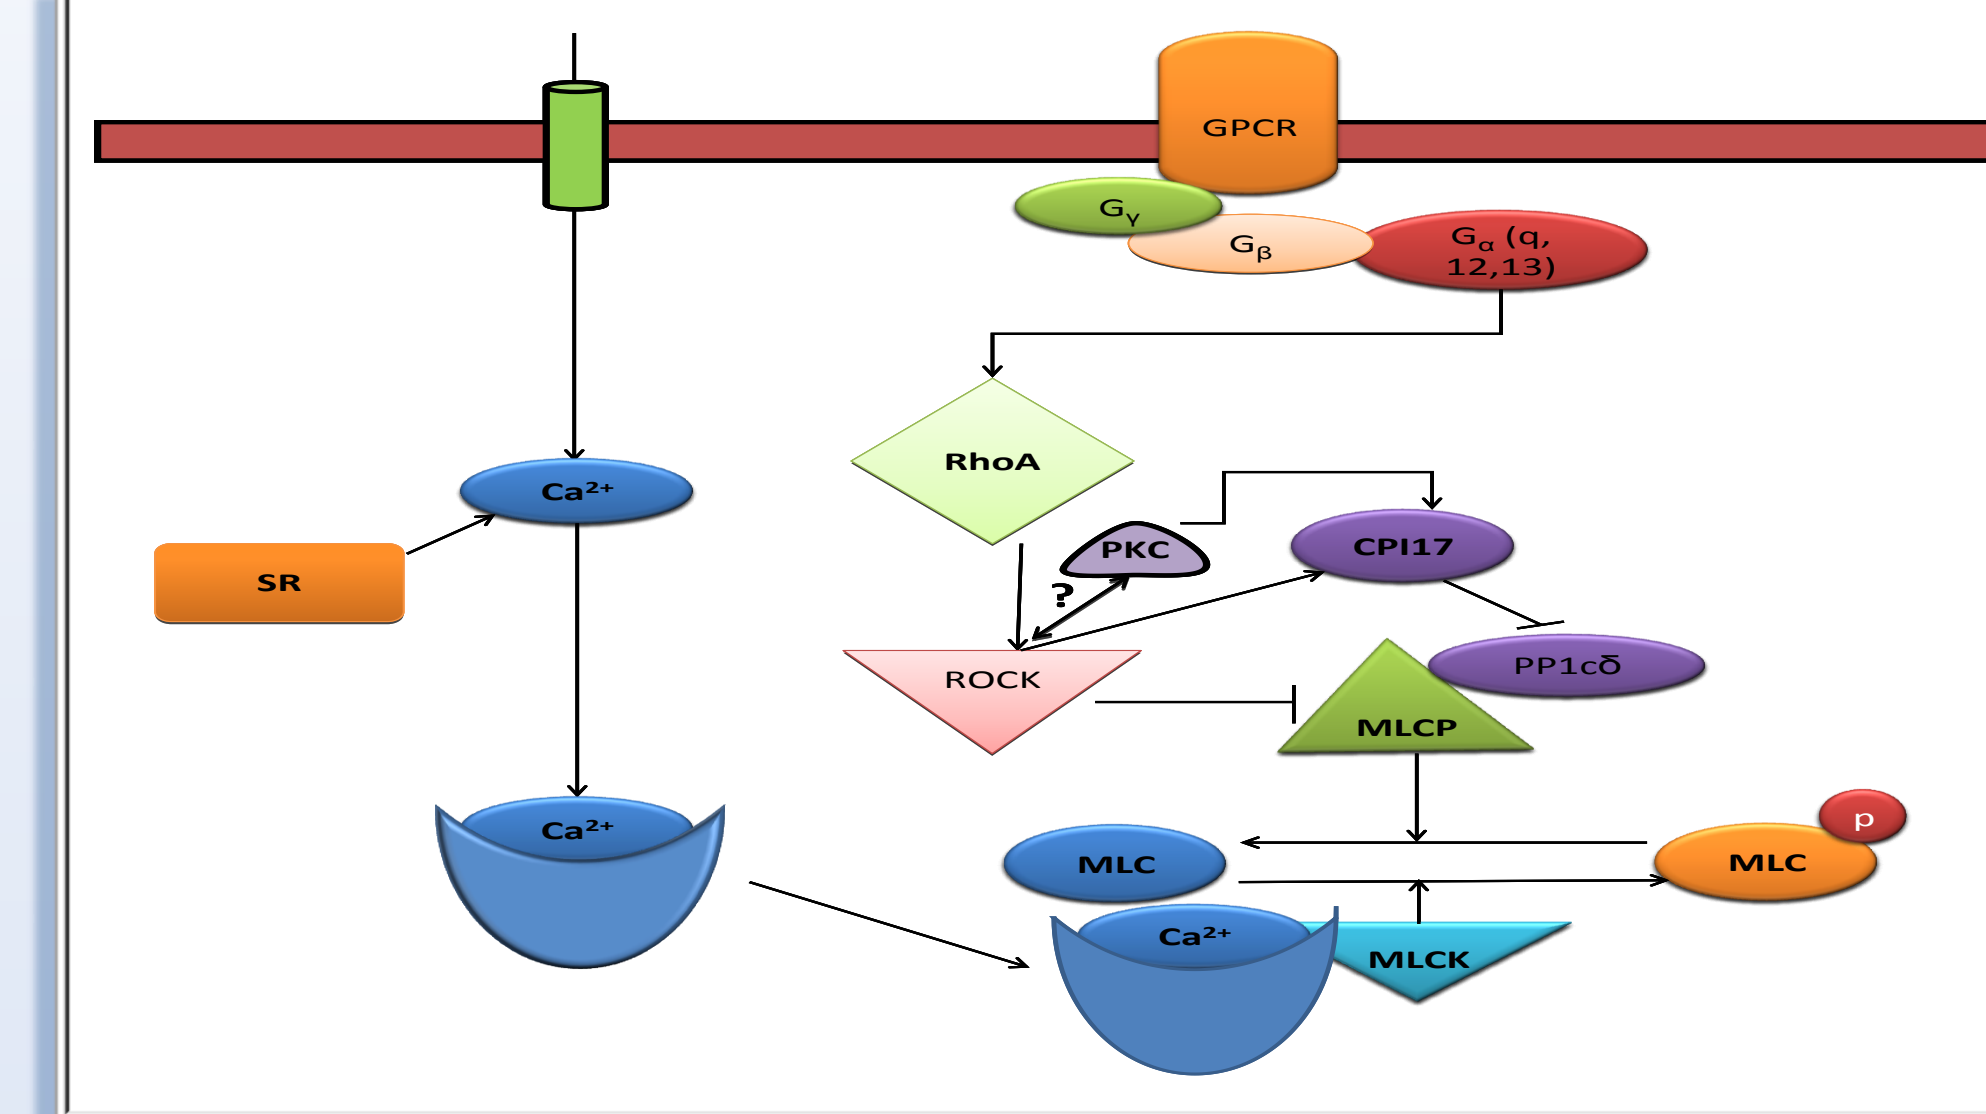 GPCR
Gγ
Gβ
Gα (q,
12,13)
RhoA
Ca²⁺
PKC
CPI17
SR
?
PP1cδ
ROCK
MLCP
Ca²⁺
p
MLC
MLC
Ca²⁺
MLCK